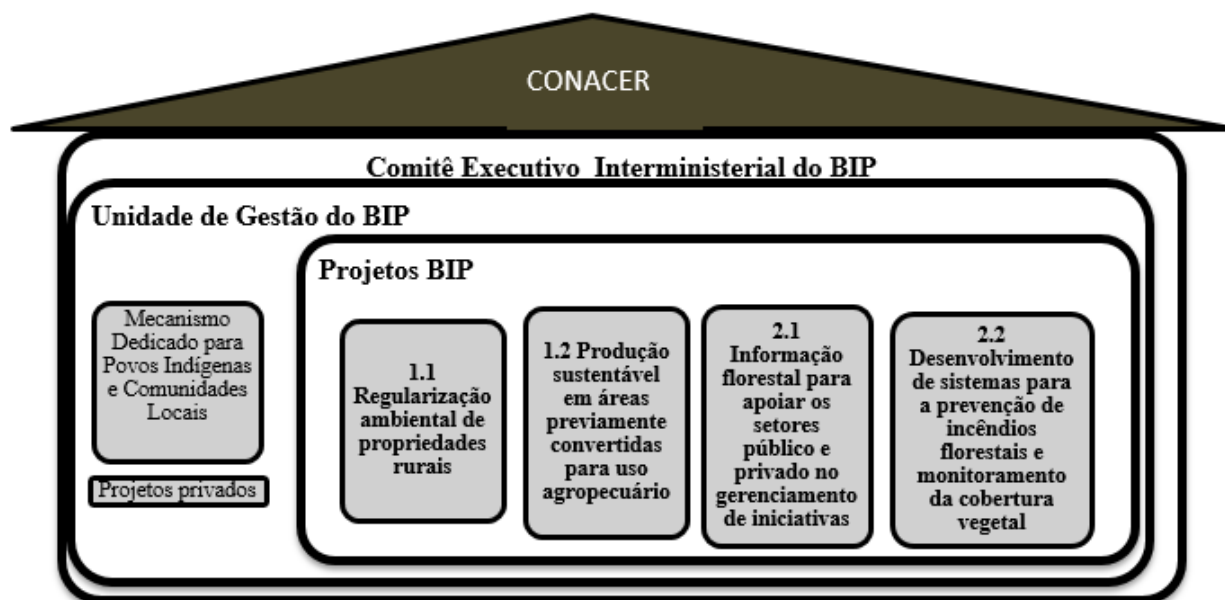 CONACER
Comitê Executivo Interministerial do BIP
Unidade de Gestão do BIP
Projetos BIP
Mecanismo
Dedicado para
Povos Indígenas
e Comunidades
Locais
Projetos privados
1.1
Regularização
ambiental de
propriedades
rurais
1.2 Produção
sustentável
em áreas
previamente
convertidas
para uso
agropecuário
2.1
Informação
florestal para
apoiar os
setores
público e
privado no
gerenciamento
de iniciativas
2.2
Desenvolvimento
de sistemas para
a prevenção de
incêndios
florestais e
monitoramento
da cobertura
vegetal